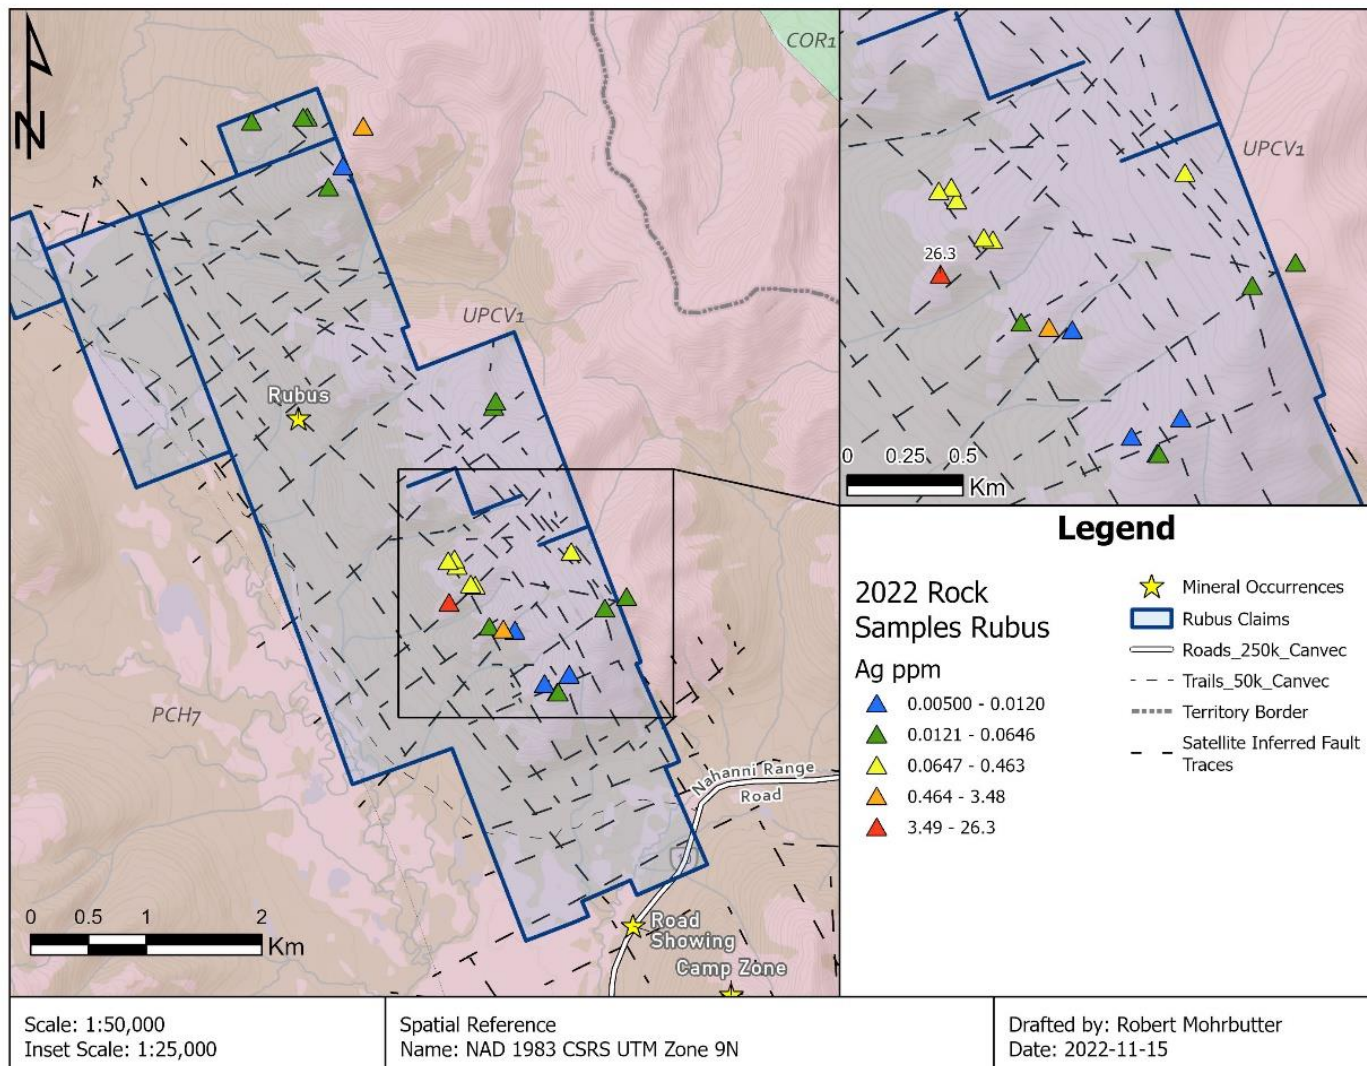 N
COR1
UPCV1
Rubus
PCH7
Nahanni Range
Road
Road
Showing
Camp Zone
0 0.5 1 2
Km
UPCV1
26.3
0 0.25 0.5
Km
Legend
2022 Rock
Samples Rubus
Ag ppm
0.00500 - 0.0120
0.0121 - 0.0646
0.0647 - 0.463
0.464 - 3.48
3.49 - 26.3
Mineral Occurrences
Rubus Claims
Roads_250k_Canvec
Trails_50k_Canvec
Territory Border
Satellite Inferred Fault
Traces
Scale: 1:50,000
Inset Scale: 1:25,000
Spatial Reference
Name: NAD 1983 CSRS UTM Zone 9N
Drafted by: Robert Mohrbutter
Date: 2022-11-15